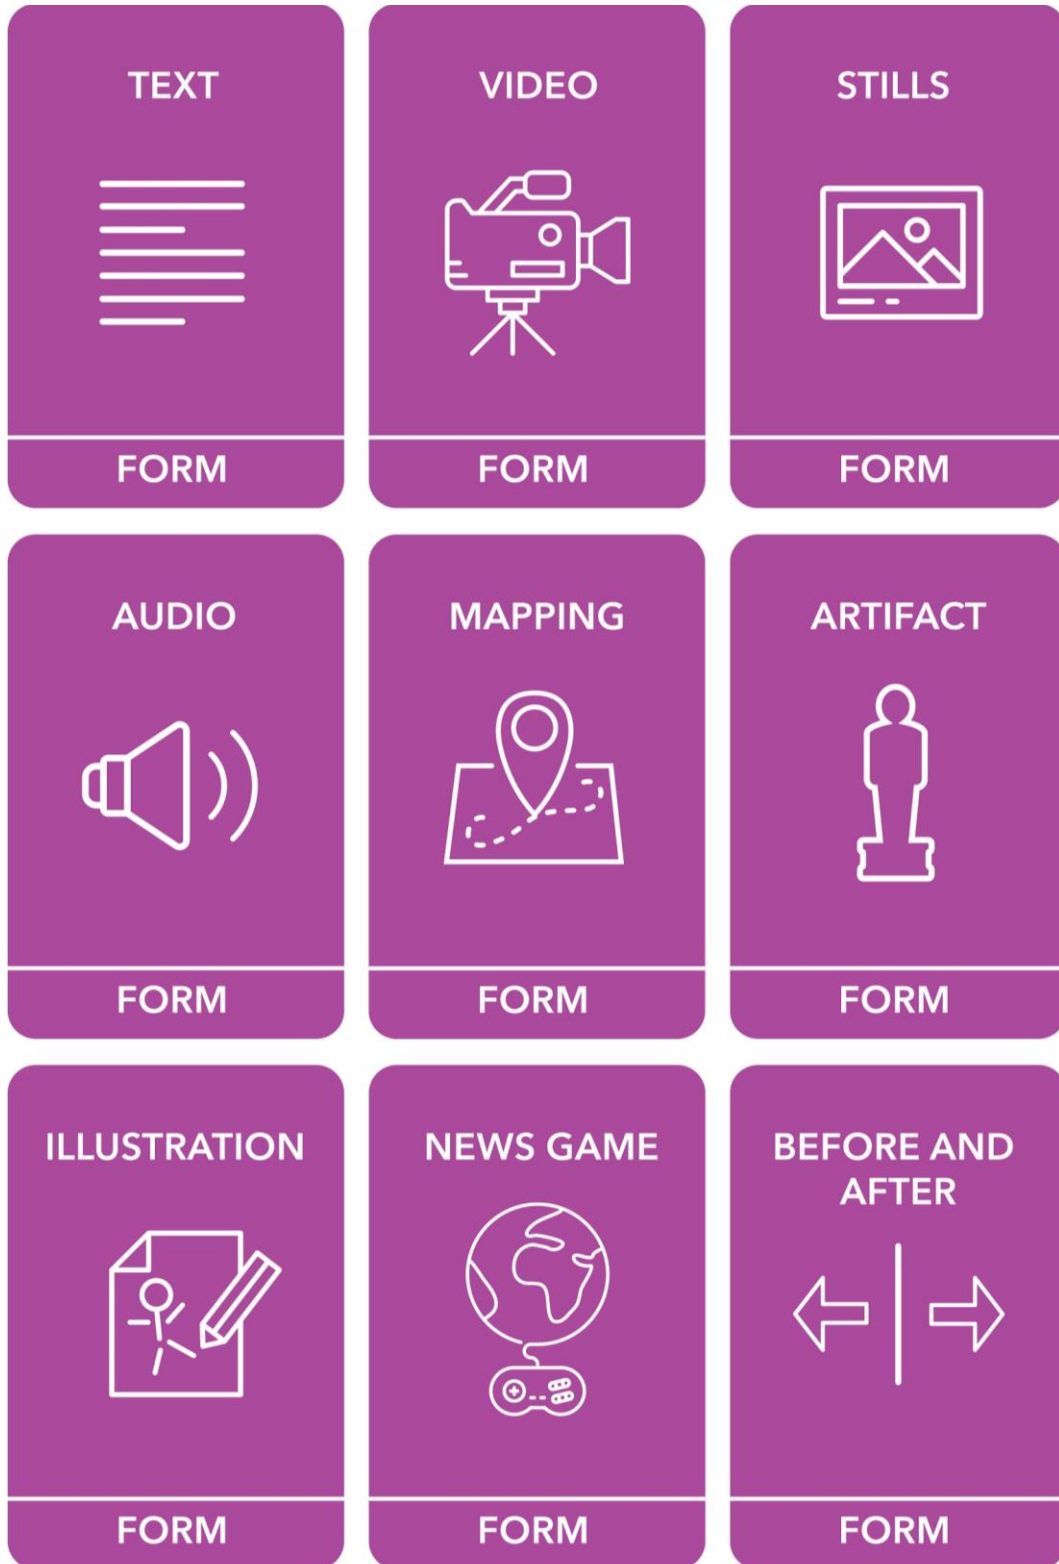 TEXT
VIDEO
STILLS
FORM
FORM
FORM
AUDIO
MAPPING
ARTIFACT
FORM
FORM
FORM
ILLUSTRATION
NEWS GAME
BEFORE AND
AFTER
FORM
FORM
FORM